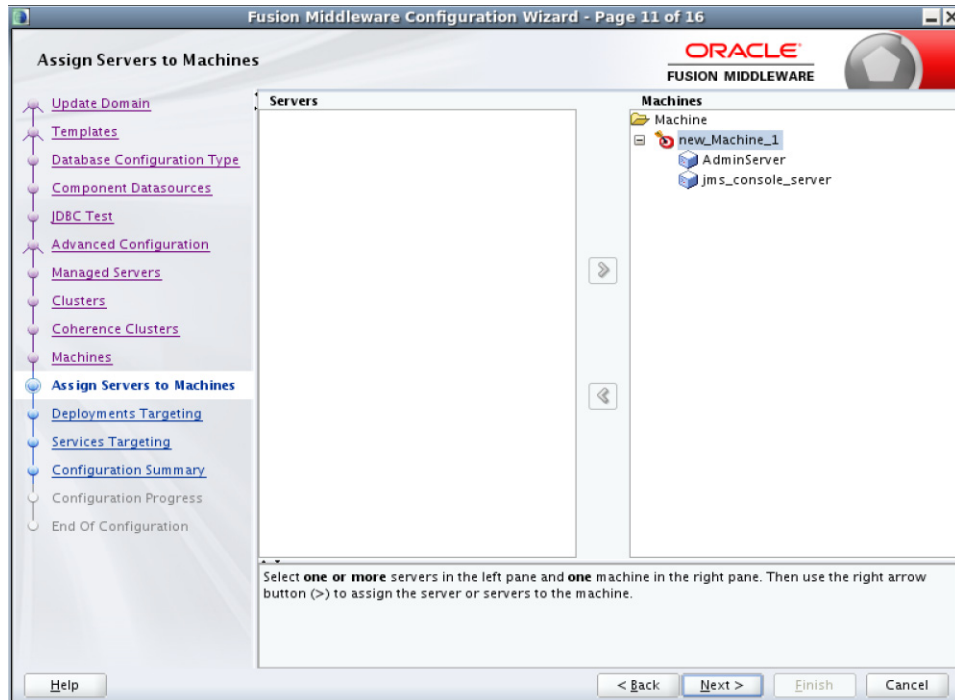 Fusion Middleware Configuration Wizard - Page 11 of 16
Assign Servers to Machines
ORACLE
FUSION MIDDLEWARE
Update Domain
Templates
Database Configuration Type
Component Datasources
JDBC Test
Advanced Configuration
Managed Servers
Clusters
Coherence Clusters
Machines
Assign Servers to Machines
Deployments Targeting
Services Targeting
Configuration Summary
Configuration Progress
End Of Configuration
Servers
Machines
Machine
new_Machine_1
AdminServer
jms_console_server
Select one or more servers in the left pane and one machine in the right pane. Then use the right arrow
button (>) to assign the server or servers to the machine.
Help
< Back
Next >
Finish
Cancel